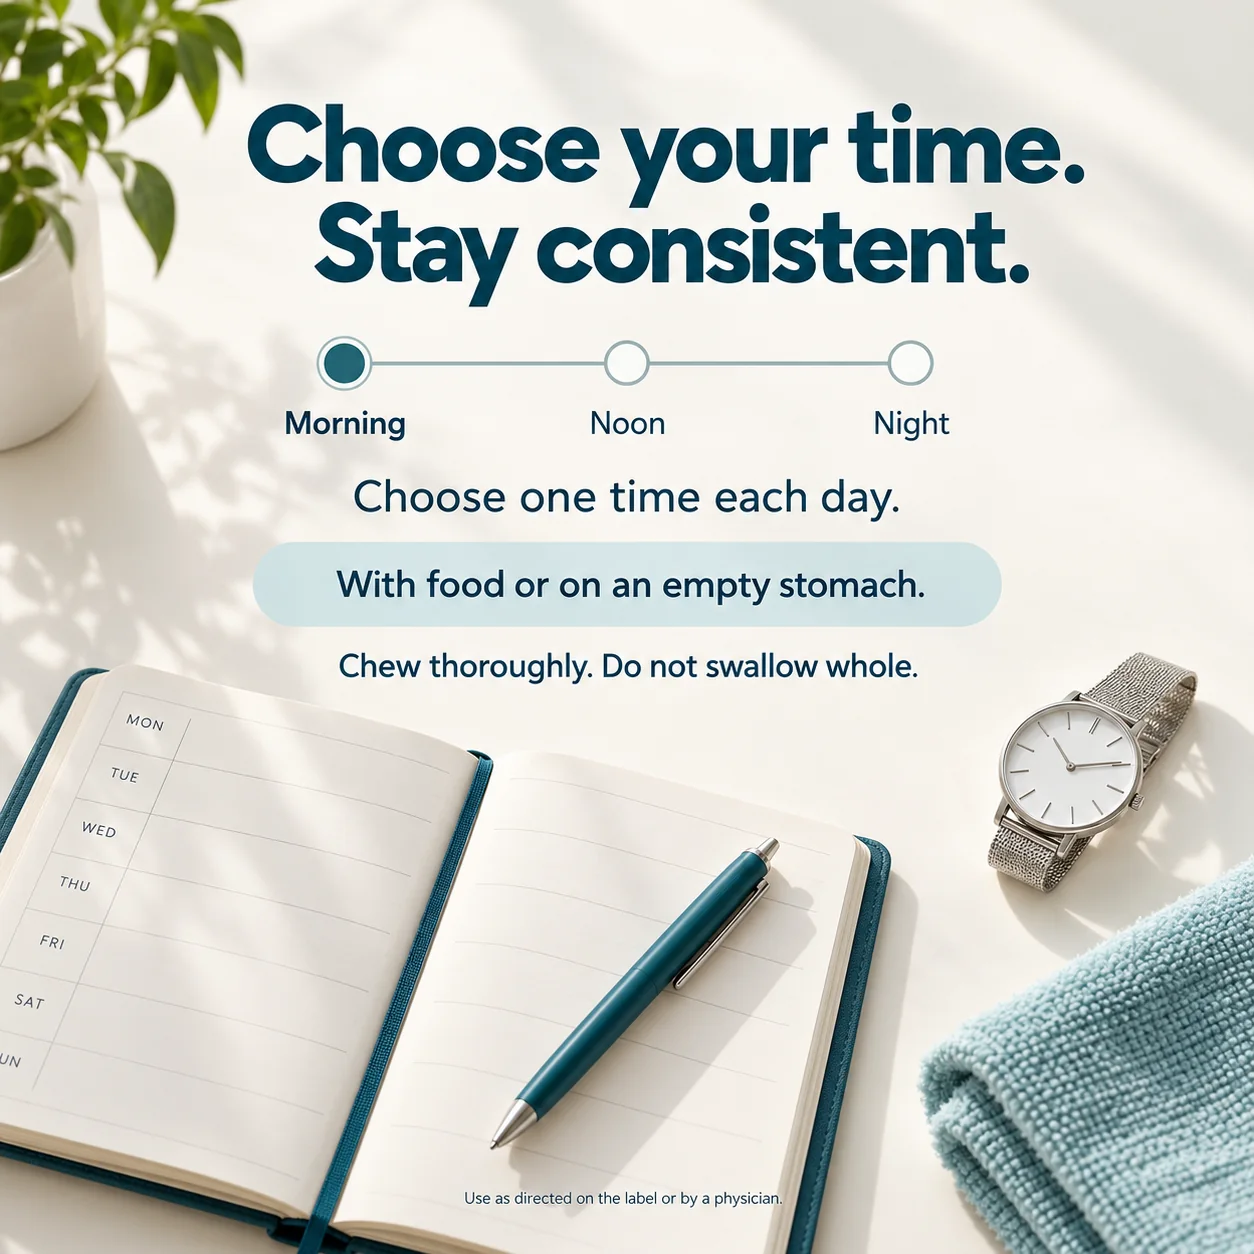 Choose your time.
Stay consistent.
Morning
Noon
Night
Choose one time each day.
With food or on an empty stomach.
Chew thoroughly. Do not swallow whole.
MON
TUE
WED
THU
FRI
SAT
UN
Use as directed on the label or by a physician.